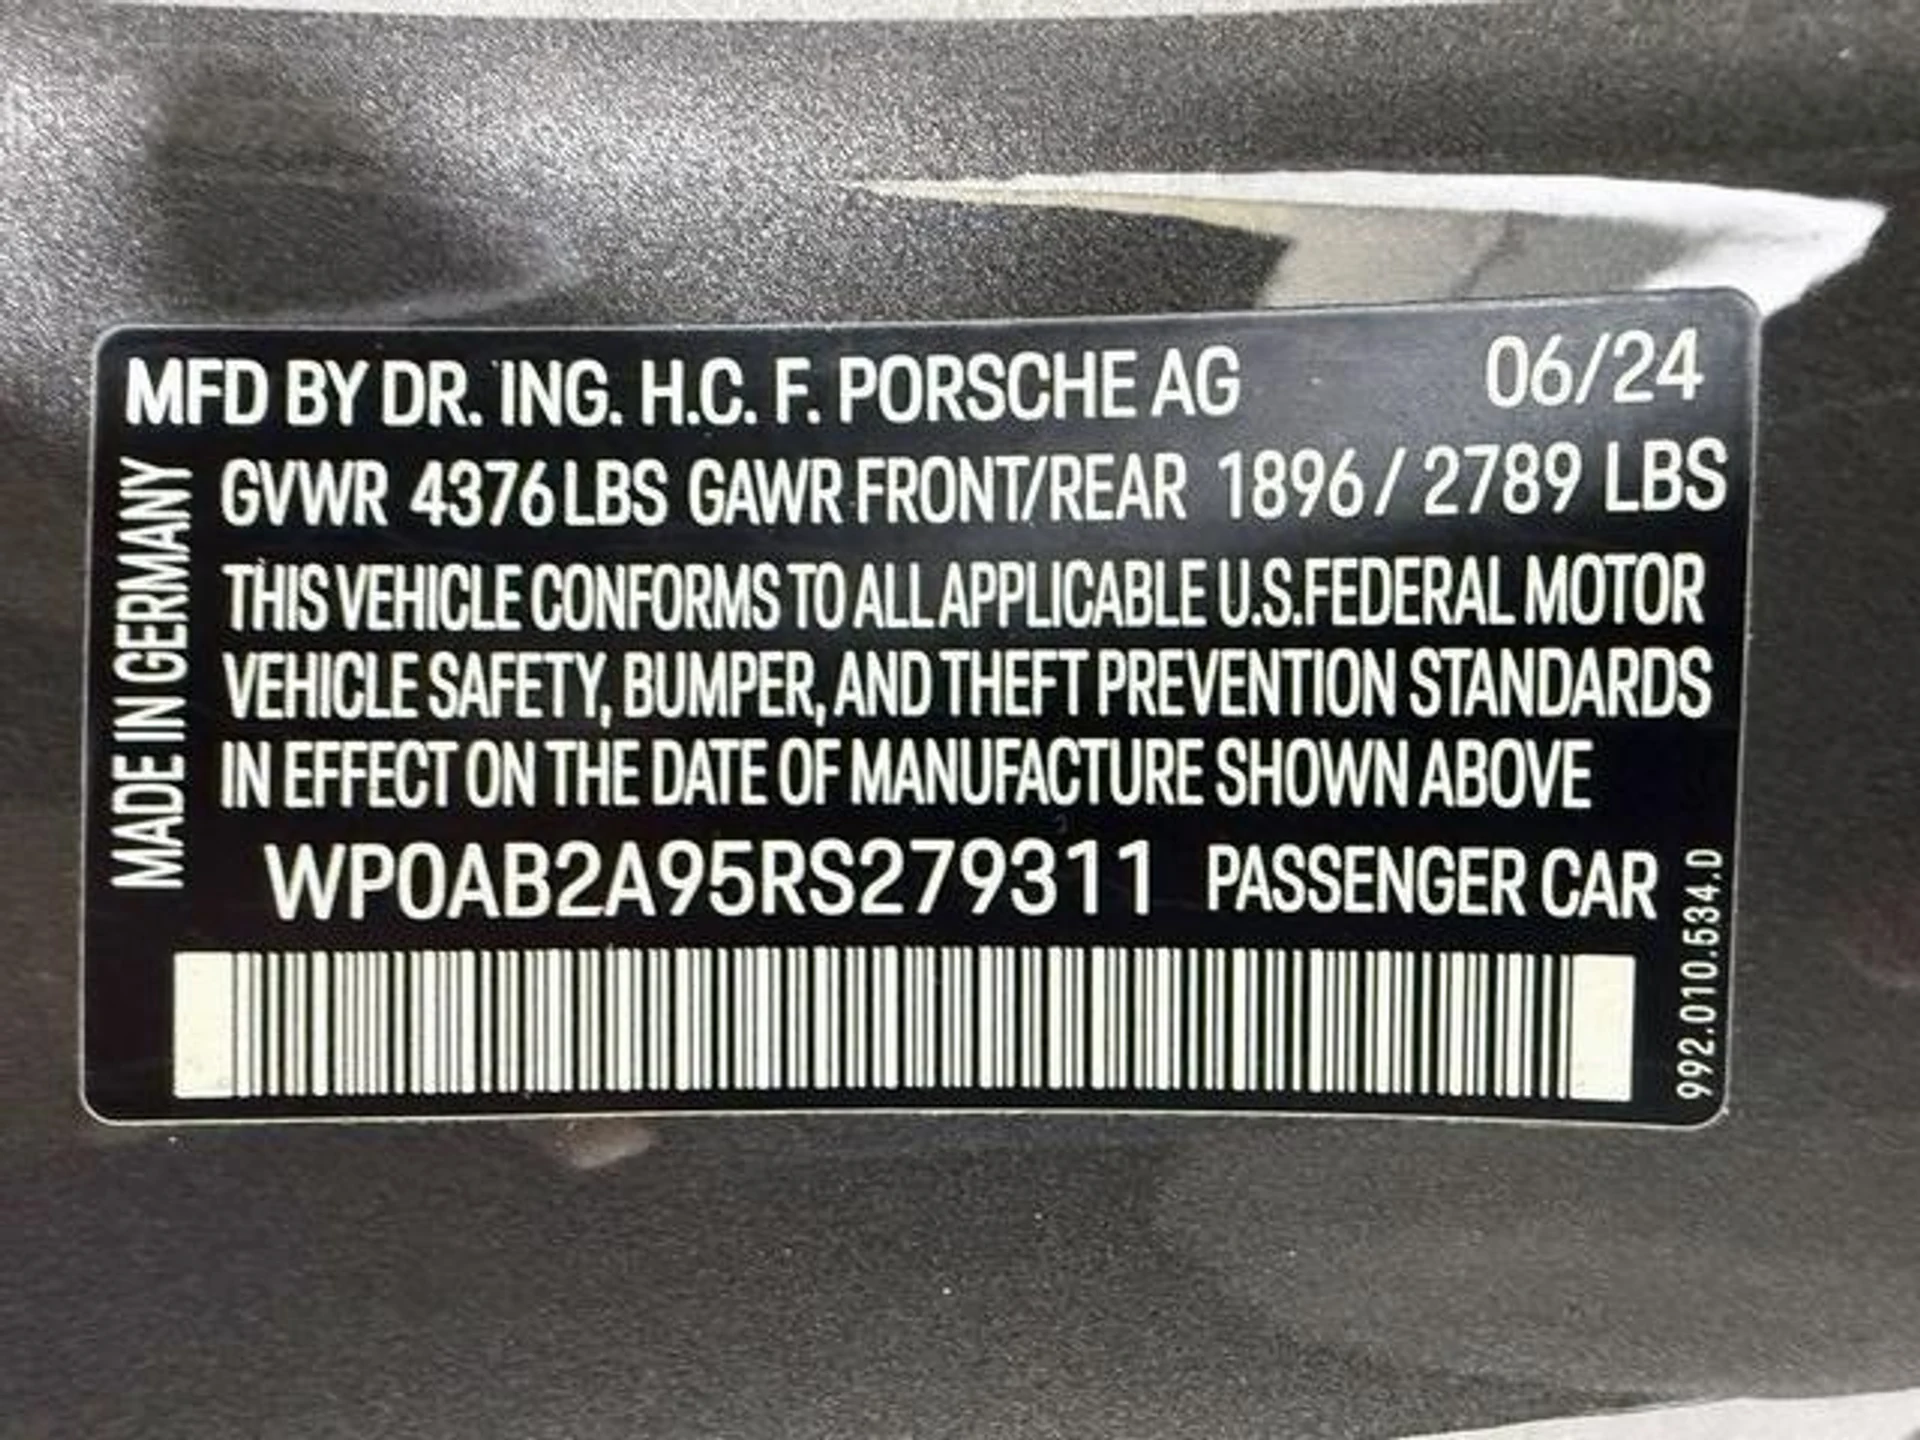 MFD BY DR. ING. H.C. F. PORSCHE AG 06/24
GVWR 4376 LBS GAWR FRONT/REAR 1896 / 2789 LBS
THIS VEHICLE CONFORMS TO ALL APPLICABLE U.S.FEDERAL MOTOR
VEHICLE SAFETY, BUMPER, AND THEFT PREVENTION STANDARDS
IN EFFECT ON THE DATE OF MANUFACTURE SHOWN ABOVE
WP0AB2A95RS279311 PASSENGER CAR
MADE IN GERMANY
992.010.534.D